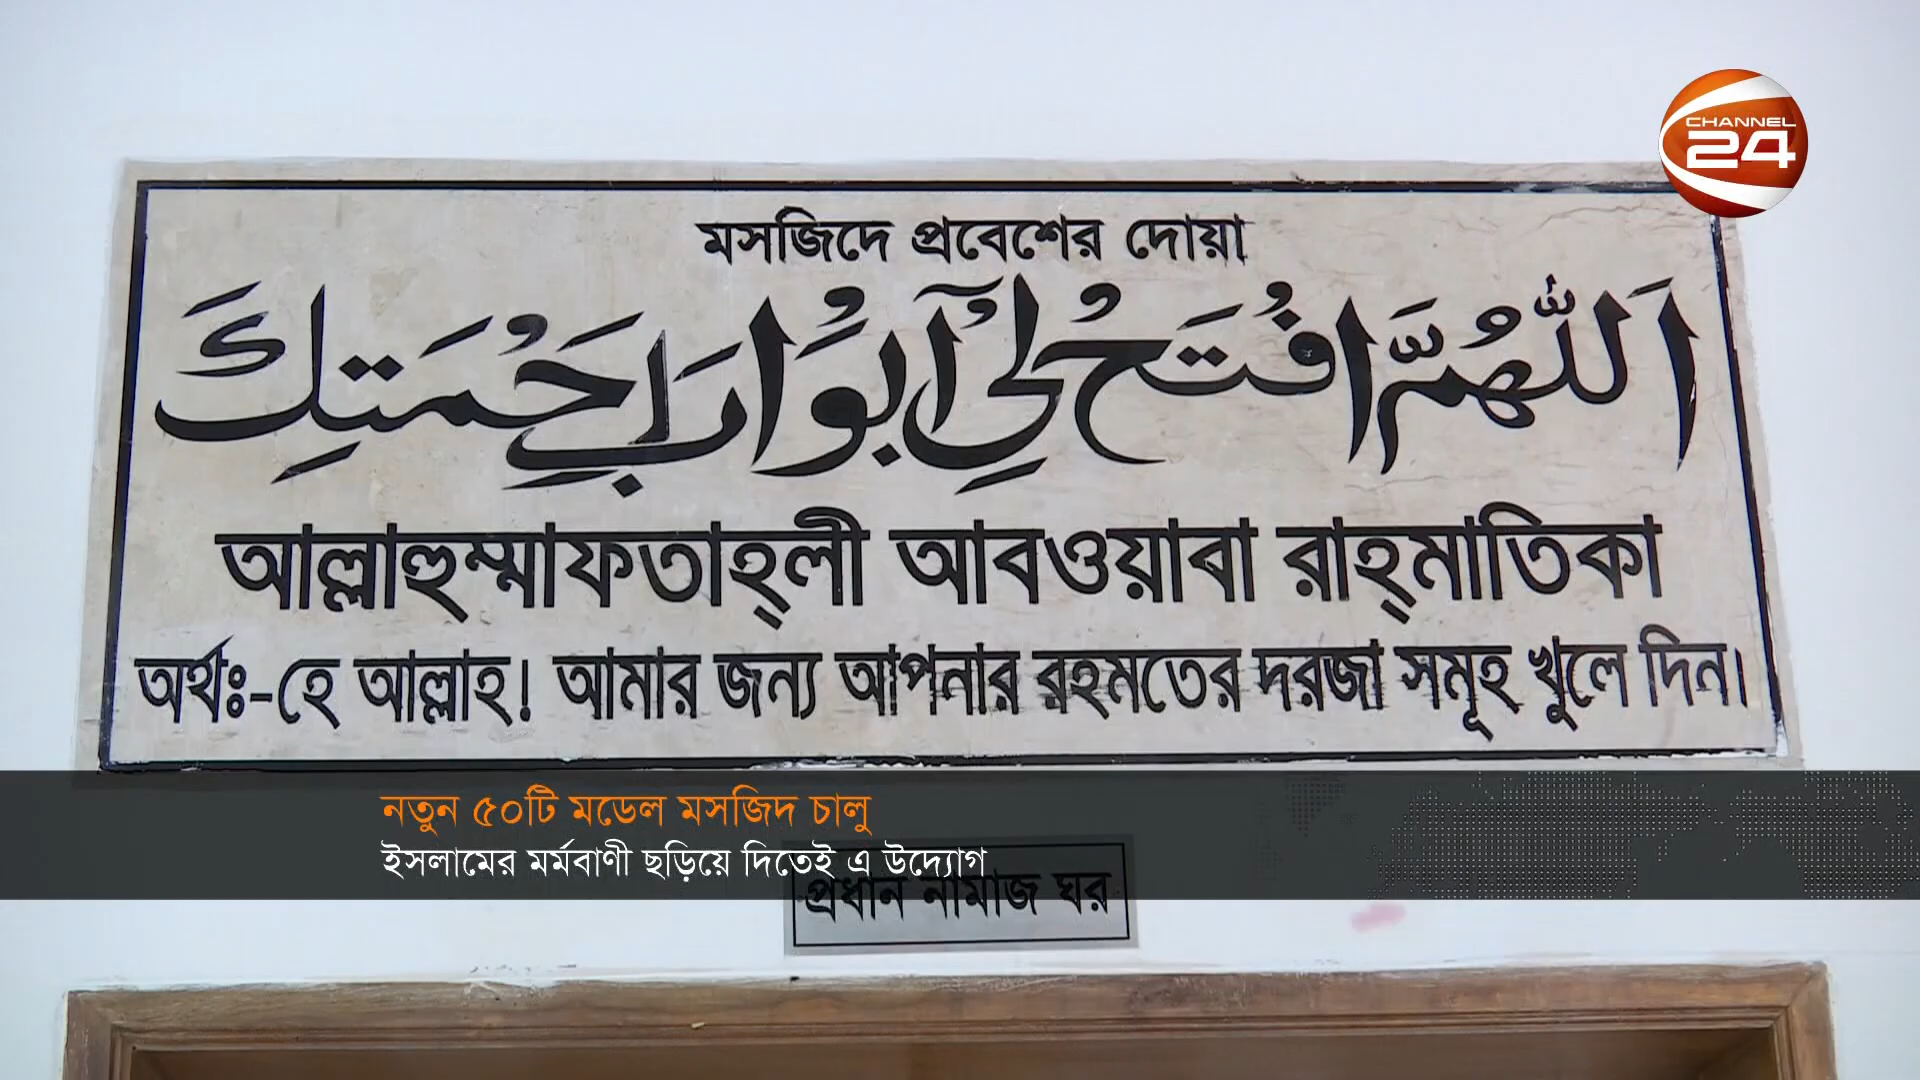 CHANNEL
24
মসজিদে প্রবেশের দোয়া
اَللّٰهُمَّ افْتَحْ لِيْ اَبْوَابَ رَحْمَتِكَ
আল্লাহুম্মাফতাহ্‌লী আবওয়াবা রাহ্‌মাতিকা
অর্থঃ-হে আল্লাহ! আমার জন্য আপনার রহমতের দরজা সমূহ খুলে দিন।
নতুন ৫০টি মডেল মসজিদ চালু
ইসলামের মর্মবাণী ছড়িয়ে দিতেই এ উদ্যোগ
প্রধান নামাজ ঘর